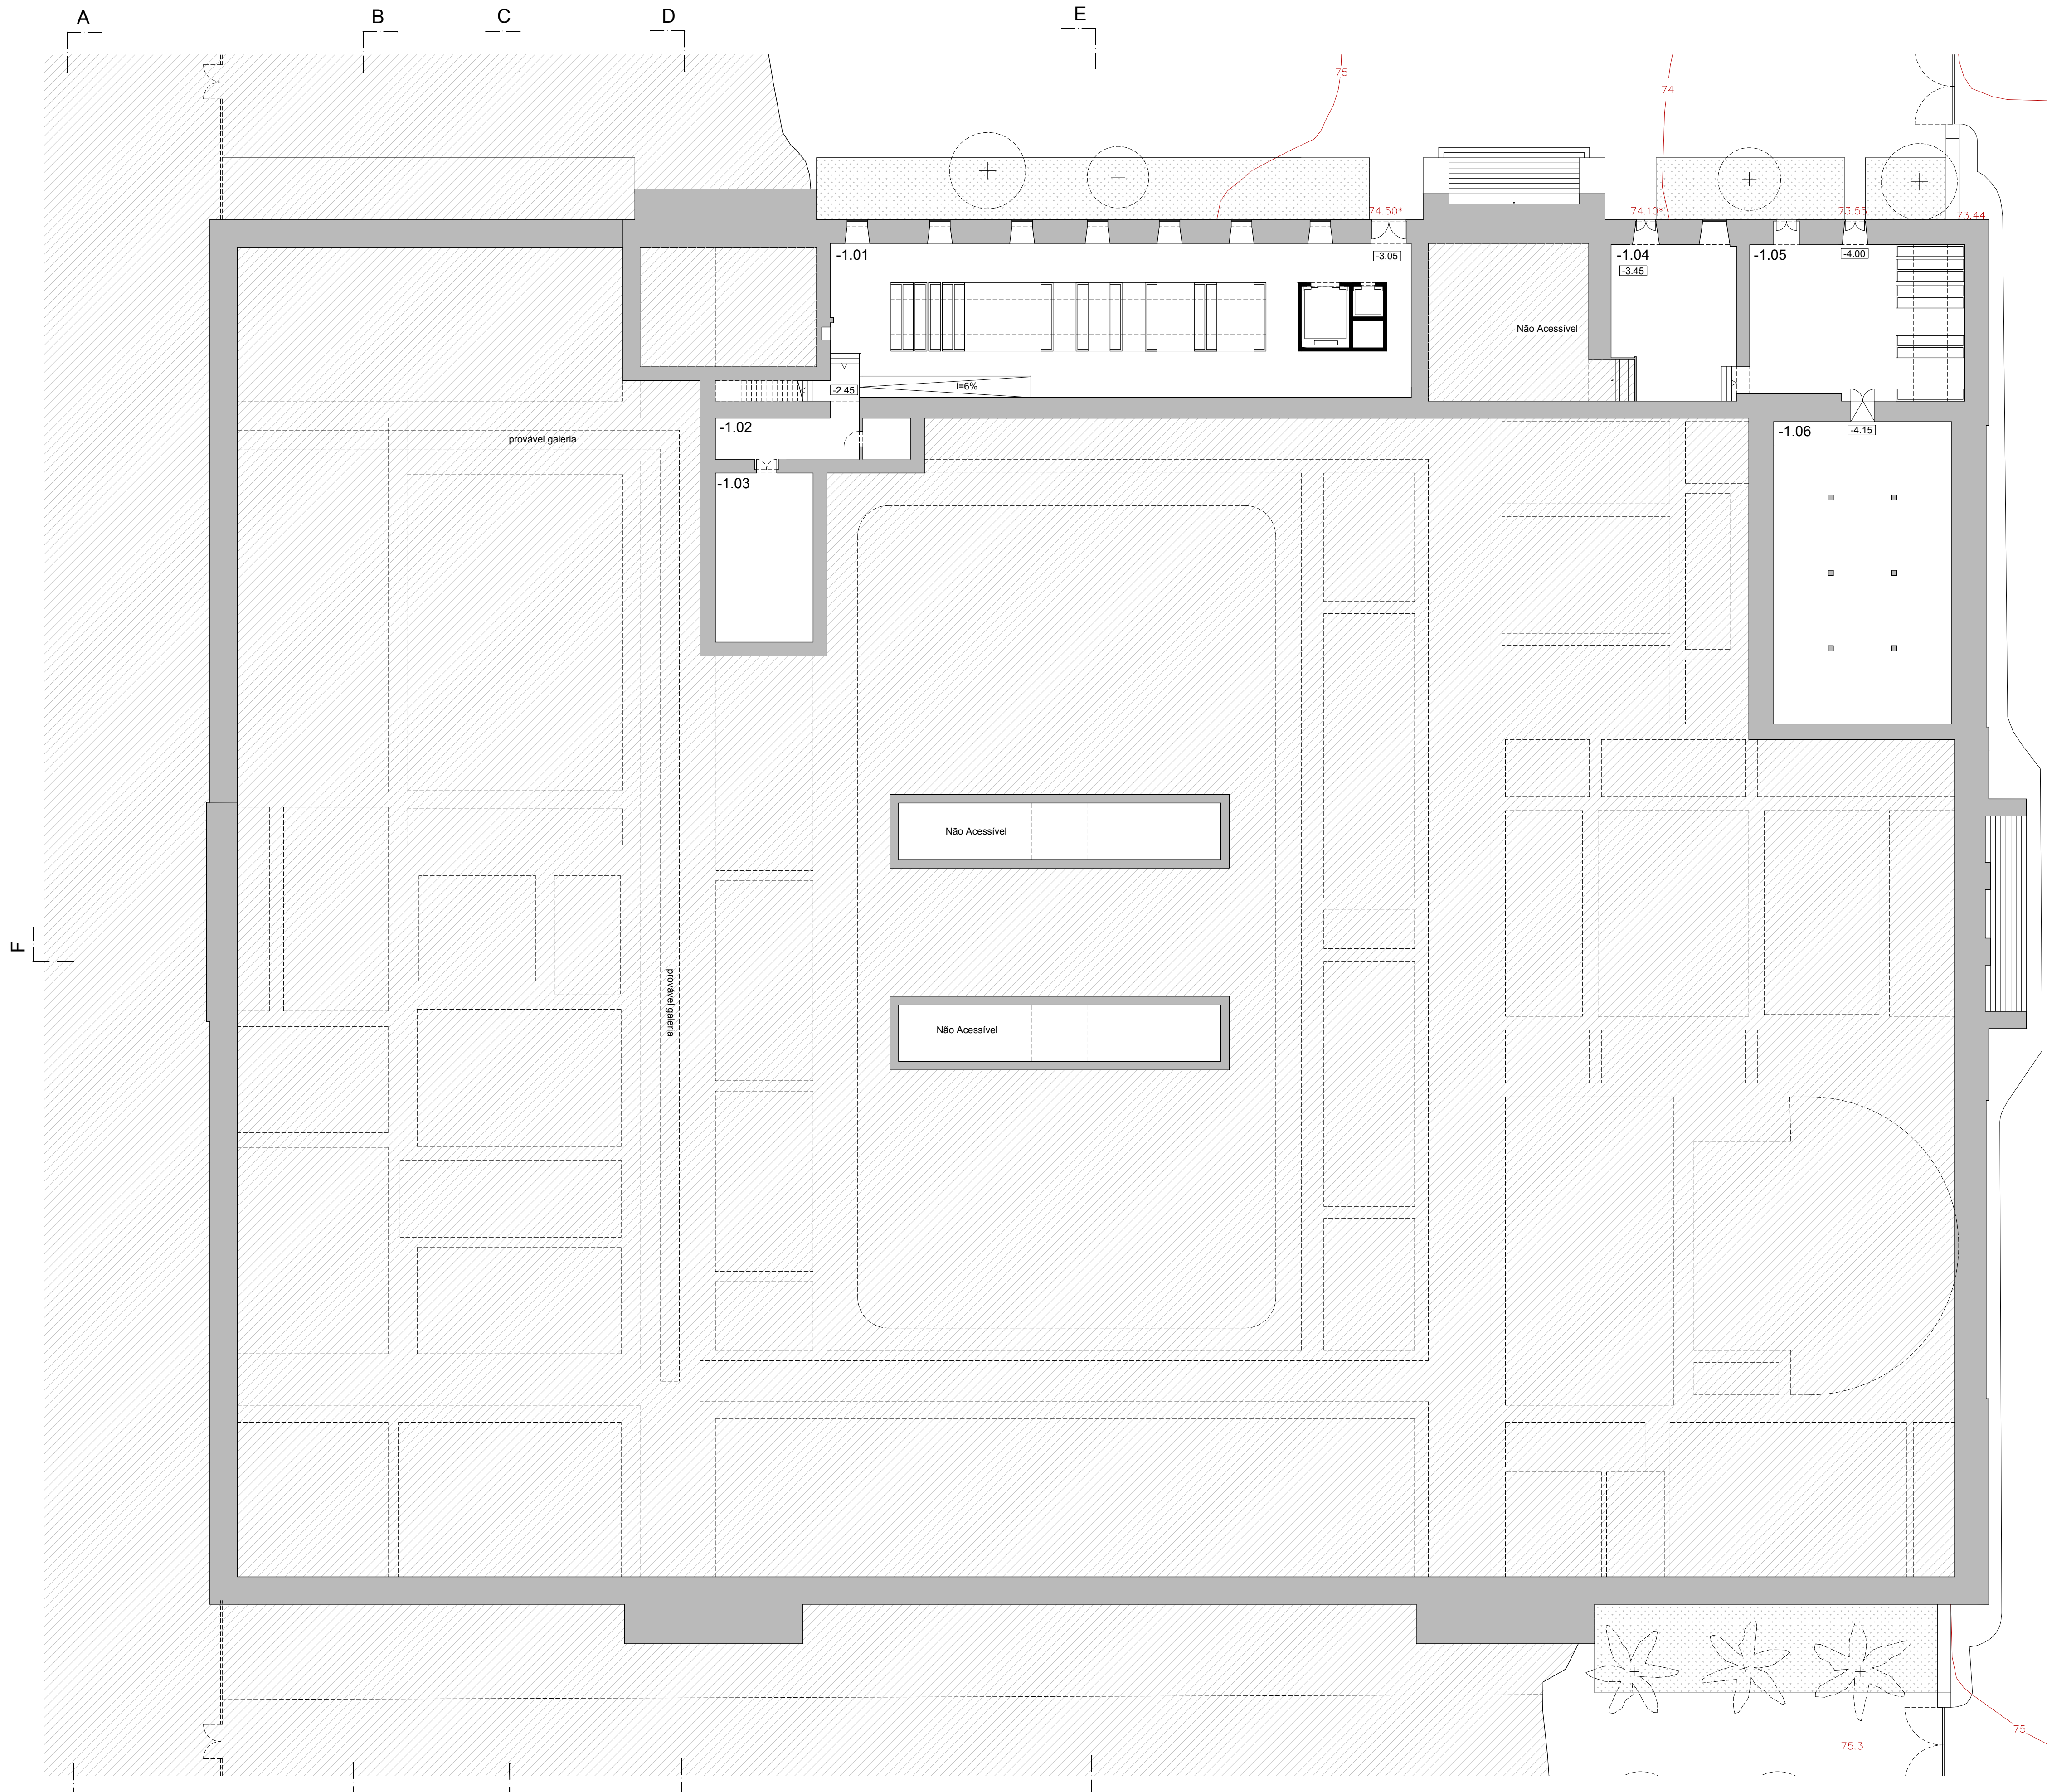 A
B
C
D
E
75
74
74.50*
74.10*
73.55
73.44
-1.01
-3.05
-1.04
-3.45
-1.05
-4.00
Não Acessível
-2.45
i=6%
-1.02
provável galeria
-1.06
-4.15
-1.03
Não Acessível
F
provável galeria
Não Acessível
75
75.3